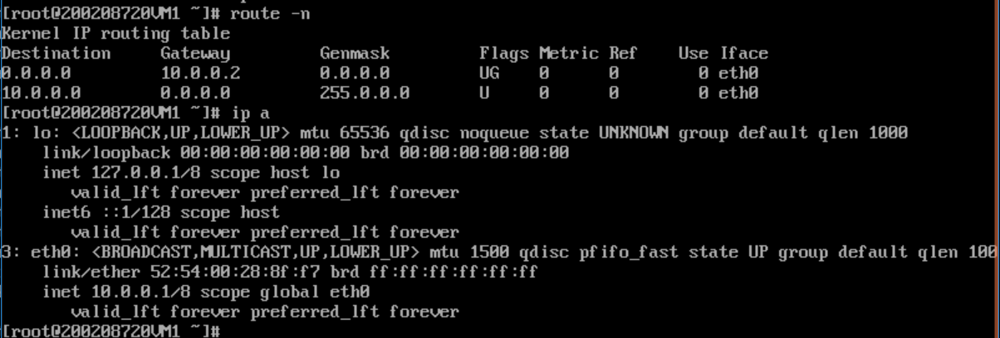 [root@200208720VM1 ~]# route -n
Kernel IP routing table
Destination     Gateway         Genmask         Flags Metric Ref    Use Iface
0.0.0.0         10.0.0.2        0.0.0.0         UG    0      0        0 eth0
10.0.0.0        0.0.0.0         255.0.0.0       U     0      0        0 eth0
[root@200208720VM1 ~]# ip a
1: lo: <LOOPBACK,UP,LOWER_UP> mtu 65536 qdisc noqueue state UNKNOWN group default qlen 1000
    link/loopback 00:00:00:00:00:00 brd 00:00:00:00:00:00
    inet 127.0.0.1/8 scope host lo
       valid_lft forever preferred_lft forever
    inet6 ::1/128 scope host
       valid_lft forever preferred_lft forever
3: eth0: <BROADCAST,MULTICAST,UP,LOWER_UP> mtu 1500 qdisc pfifo_fast state UP group default qlen 100
    link/ether 52:54:00:28:8f:f7 brd ff:ff:ff:ff:ff:ff
    inet 10.0.0.1/8 scope global eth0
       valid_lft forever preferred_lft forever
[root@200208720VM1 ~]#